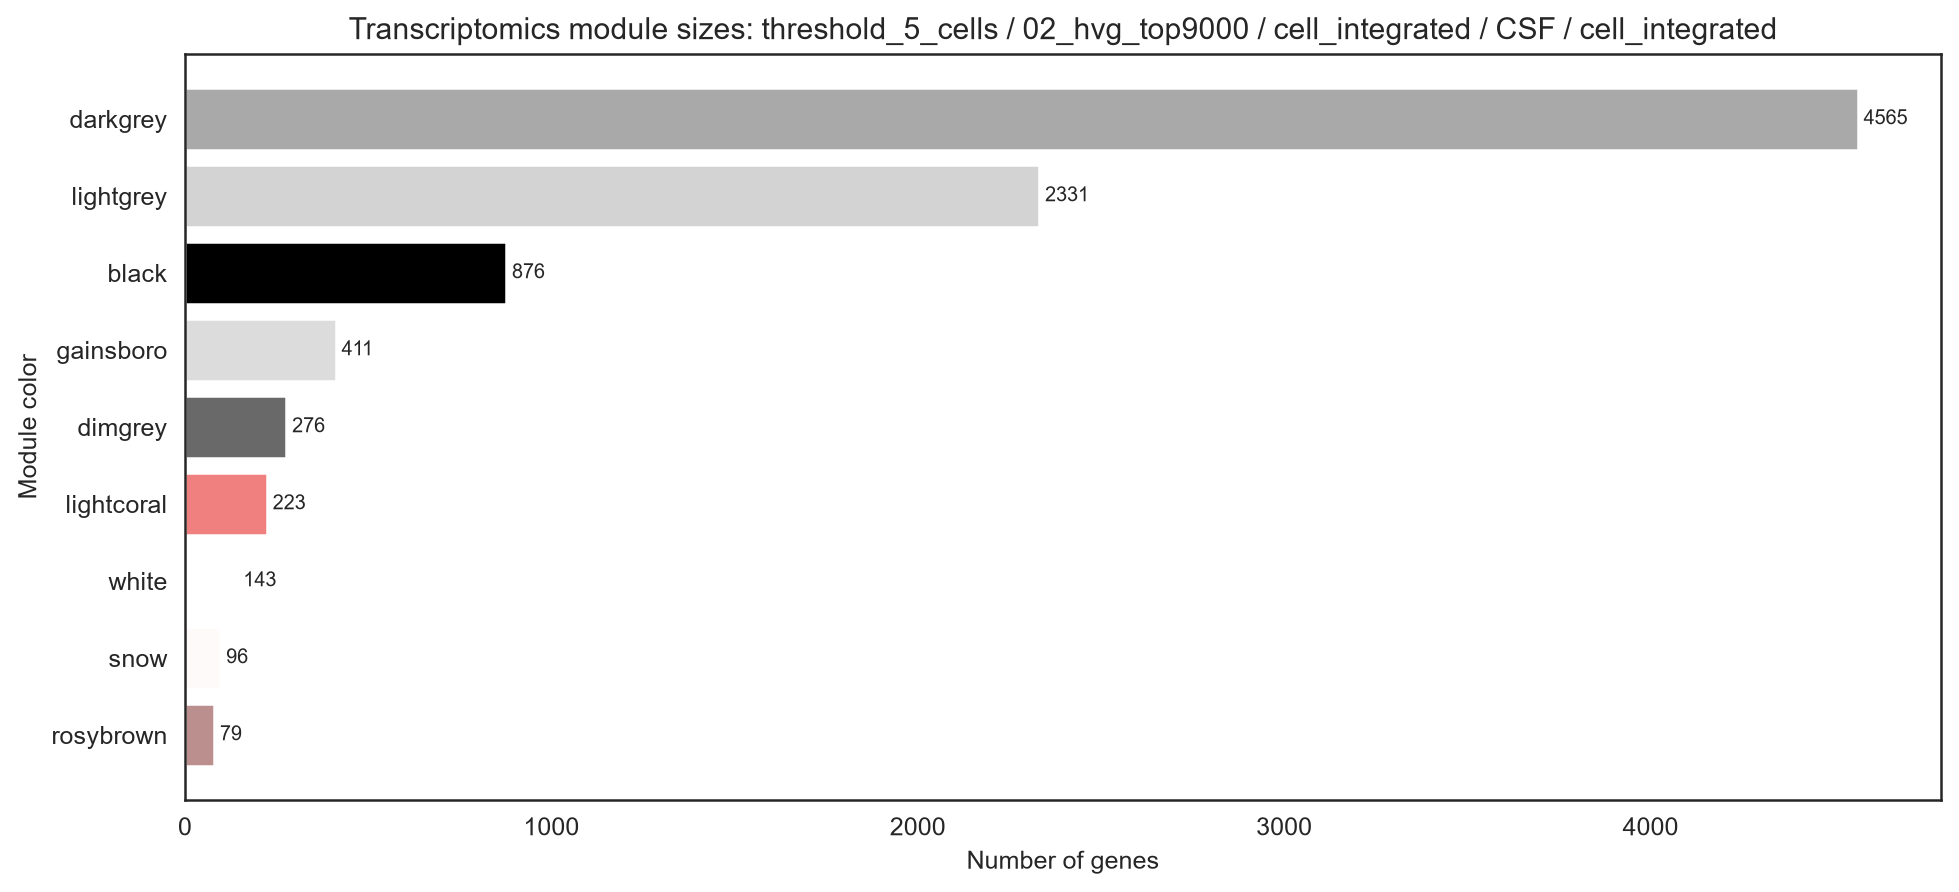 Transcriptomics module sizes: threshold_5_cells / 02_hvg_top9000 / cell_integrated / CSF / cell_integrated
Module color
darkgrey 4565
lightgrey 2331
black 876
gainsboro 411
dimgrey 276
lightcoral 223
white 143
snow 96
rosybrown 79
0 1000 2000 3000 4000
Number of genes